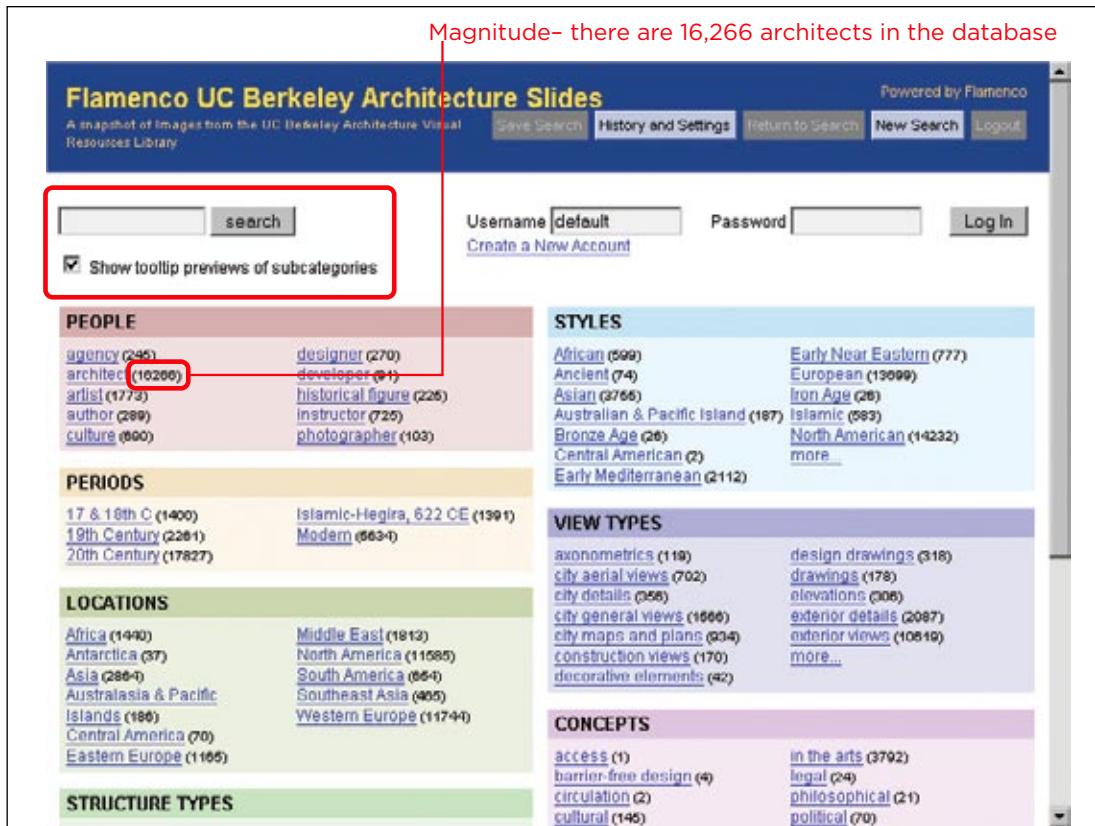 Magnitude– there are 16,266 architects in the database
Flamenco UC Berkeley Architecture Slides
Powered by Flamenco
A snapshot of Images from the UC Berkeley Architecture Visual
Resources Library
Save Search History and Settings Return to Search New Search Logout
search
Username default Password Log In
Create a New Account
Show tooltip previews of subcategories
PEOPLE
agency (245)
architect (16266)
artist (1773)
author (289)
culture (690)
designer (270)
developer (91)
historical figure (225)
instructor (725)
photographer (103)
PERIODS
17 & 18th C (1400)
19th Century (2261)
20th Century (17827)
Islamic-Hegira, 622 CE (1391)
Modern (5634)
LOCATIONS
Africa (1440)
Antarctica (37)
Asia (2864)
Australasia & Pacific
Islands (186)
Central America (70)
Eastern Europe (1165)
Middle East (1813)
North America (11585)
South America (664)
Southeast Asia (465)
Western Europe (11744)
STRUCTURE TYPES
STYLES
African (599)
Ancient (74)
Asian (3766)
Australian & Pacific Island (187)
Bronze Age (26)
Central American (2)
Early Mediterranean (2112)
Early Near Eastern (777)
European (13699)
Iron Age (26)
Islamic (583)
North American (14232)
more...
VIEW TYPES
axonometrics (119)
city aerial views (702)
city details (356)
city general views (1666)
city maps and plans (934)
construction views (170)
decorative elements (42)
design drawings (318)
drawings (178)
elevations (306)
exterior details (2087)
exterior views (10619)
more...
CONCEPTS
access (1)
barrier-free design (4)
circulation (2)
cultural (145)
in the arts (3792)
legal (24)
philosophical (21)
political (70)